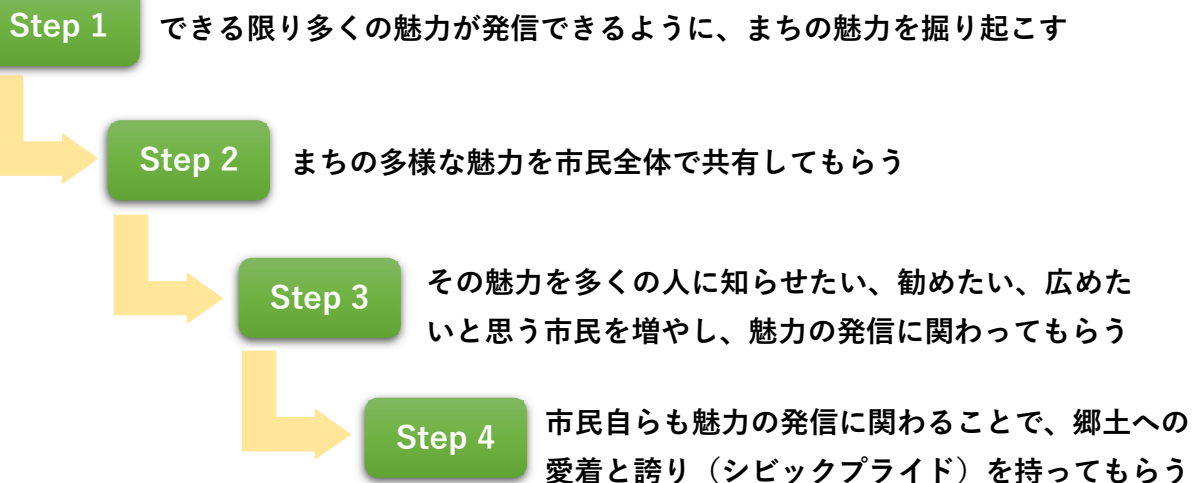 Step 1
できる限り多くの魅力が発信できるように、まちの魅力を掘り起こす
Step 2
まちの多様な魅力を市民全体で共有してもらう
Step 3
その魅力を多くの人に知らせたい、勧めたい、広めた
いと思う市民を増やし、魅力の発信に関わってもらう
Step 4
市民自らも魅力の発信に関わることで、郷土への
愛着と誇り（シビックプライド）を持ってもらう